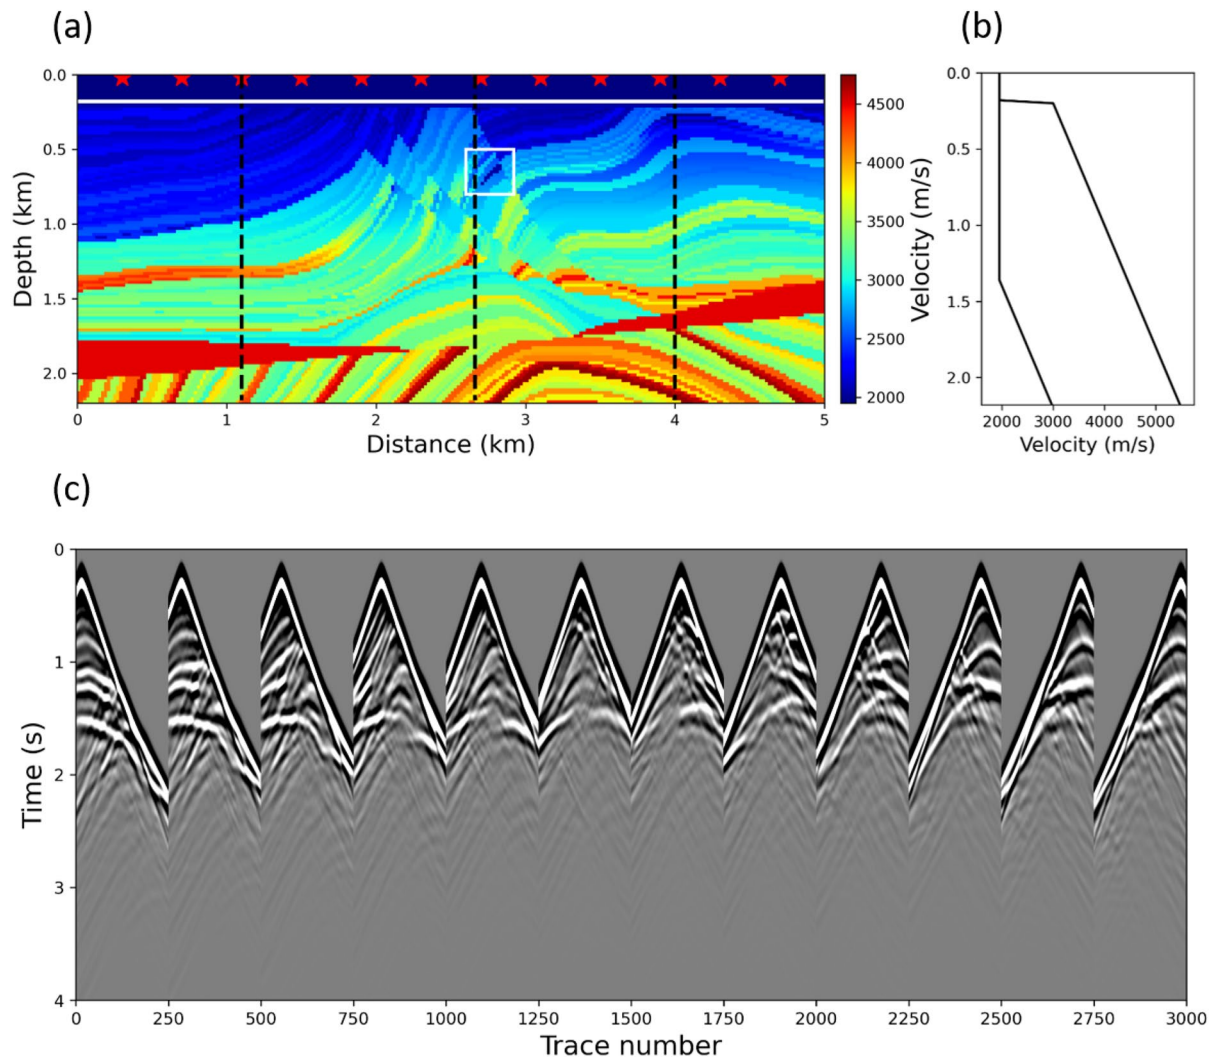 (a)
(b)
0.0
0.5
1.0
1.5
2.0
Depth (km)
0
1
2
3
4
5
Distance (km)
4500
4000
3500
3000
2500
2000
Velocity (m/s)
0.0
0.5
1.0
1.5
2.0
2000 3000 4000 5000
Velocity (m/s)
(c)
0
1
2
3
4
Time (s)
0 250 500 750 1000 1250 1500 1750 2000 2250 2500 2750 3000
Trace number